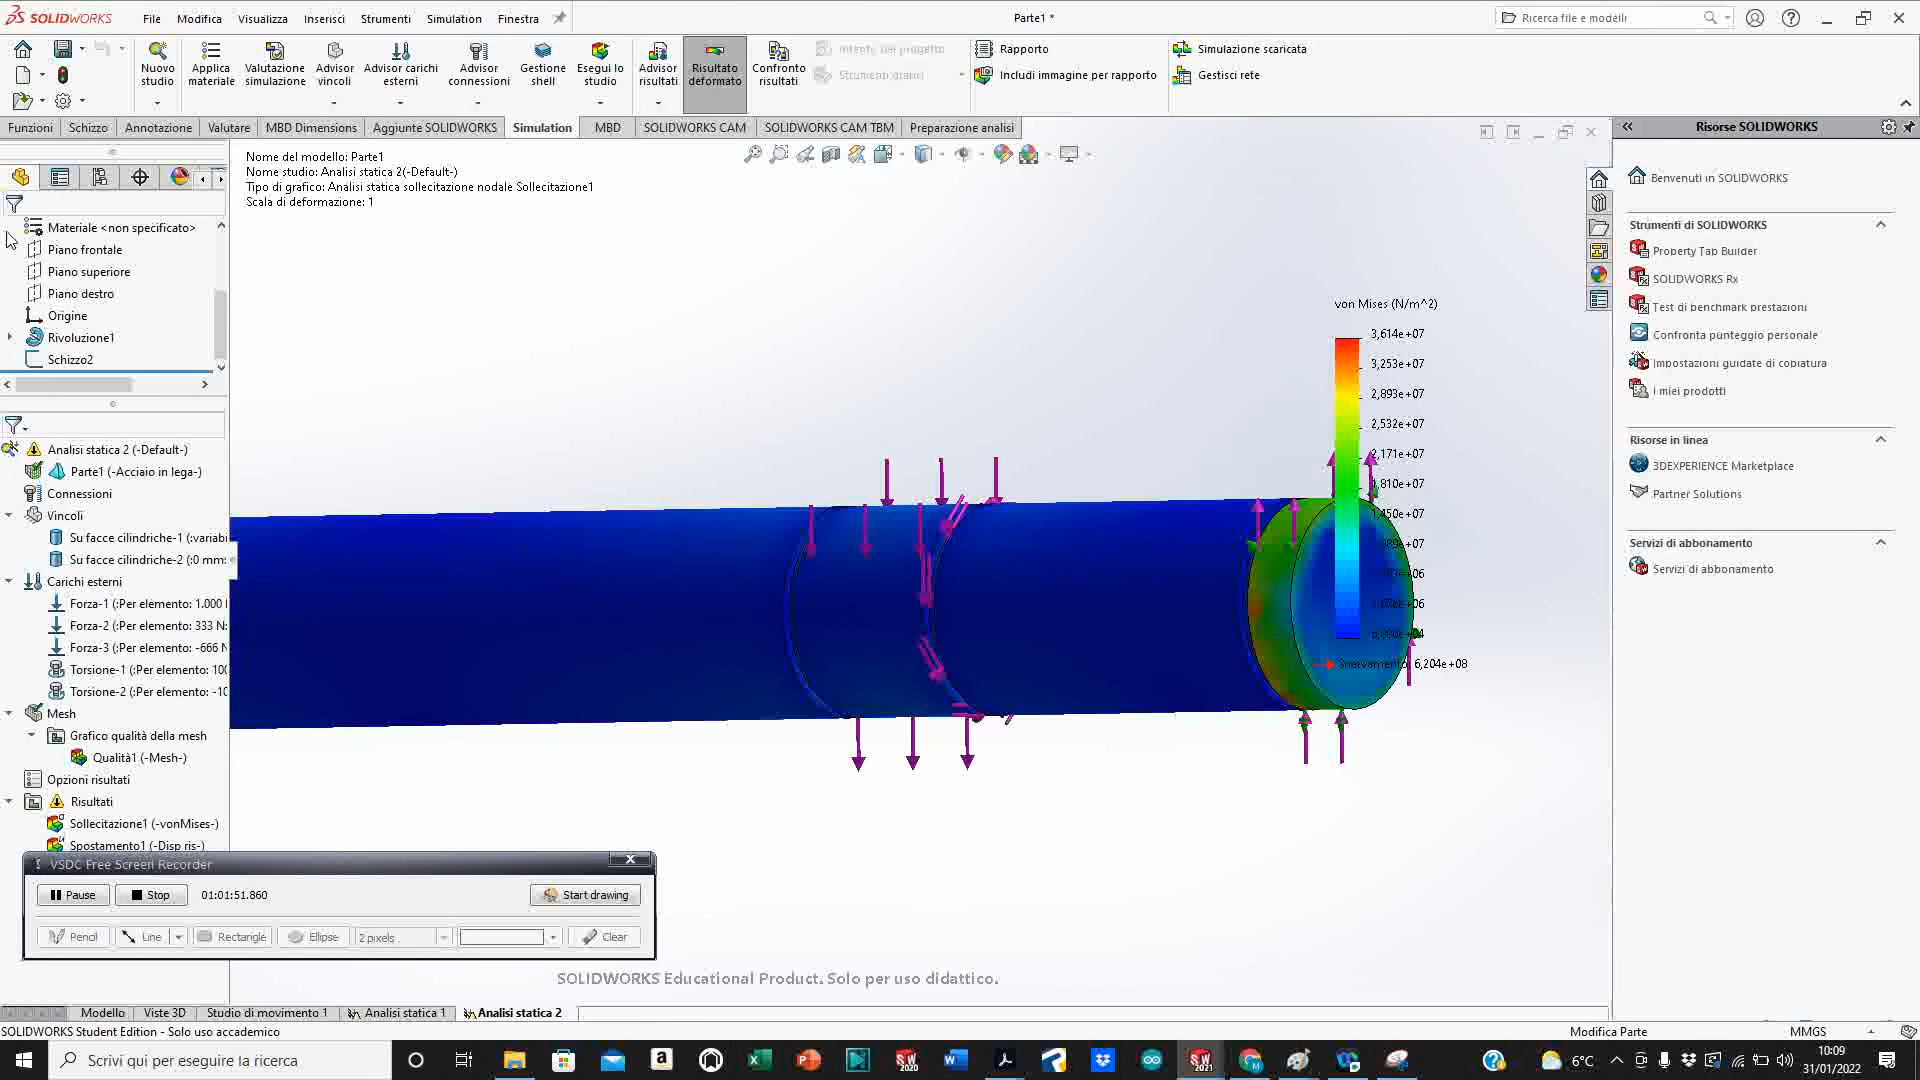 SOLIDWORKS
File Modifica Visualizza Inserisci Strumenti Simulation Finestra
Parte1 *
Ricerca file e modelli
Nuovo studio
Applica materiale
Valutazione simulazione
Advisor vincoli
Advisor carichi esterni
Advisor connessioni
Gestione shell
Esegui lo studio
Advisor risultati
Risultato deformato
Confronto risultati
Intento del progetto
Strumenti grafici
Rapporto
Includi immagine per rapporto
Simulazione scaricata
Gestisci rete
Funzioni Schizzo Annotazione Valutare MBD Dimensions Aggiunte SOLIDWORKS Simulation MBD SOLIDWORKS CAM SOLIDWORKS CAM TBM Preparazione analisi
Materiale <non specificato>
Piano frontale
Piano superiore
Piano destro
Origine
Rivoluzione1
Schizzo2
Analisi statica 2 (-Default-)
Parte1 (-Acciaio in lega-)
Connessioni
Vincoli
Su facce cilindriche-1 (:variabi
Su facce cilindriche-2 (:0 mm:
Carichi esterni
Forza-1 (:Per elemento: 1.000
Forza-2 (:Per elemento: 333 N:
Forza-3 (:Per elemento: -666 N
Torsione-1 (:Per elemento: 100
Torsione-2 (:Per elemento: -10
Mesh
Grafico qualità della mesh
Qualità1 (-Mesh-)
Opzioni risultati
Risultati
Sollecitazione1 (-vonMises-)
Spostamento1 (-Disp ris-)
Nome del modello: Parte1
Nome studio: Analisi statica 2(-Default-)
Tipo di grafico: Analisi statica sollecitazione nodale Sollecitazione1
Scala di deformazione: 1
von Mises (N/m^2)
3,614e+07
3,253e+07
2,893e+07
2,532e+07
2,171e+07
1,810e+07
1,450e+07
Snervamento: 6,204e+08
Risorse SOLIDWORKS
Benvenuti in SOLIDWORKS
Strumenti di SOLIDWORKS
Property Tap Builder
SOLIDWORKS Rx
Test di benchmark prestazioni
Confronta punteggio personale
Impostazioni guidate di copiatura
I miei prodotti
Risorse in linea
3DEXPERIENCE Marketplace
Partner Solutions
Servizi di abbonamento
Servizi di abbonamento
VSDC Free Screen Recorder
Pause Stop 01:01:51.860 Start drawing
Pencil Line Rectangle Ellipse 2 pixels Clear
SOLIDWORKS Educational Product. Solo per uso didattico.
Modello Viste 3D Studio di movimento 1 Analisi statica 1 Analisi statica 2
SOLIDWORKS Student Edition - Solo uso accademico
Modifica Parte MMGS
Scrivi qui per eseguire la ricerca
6°C
10:09
31/01/2022